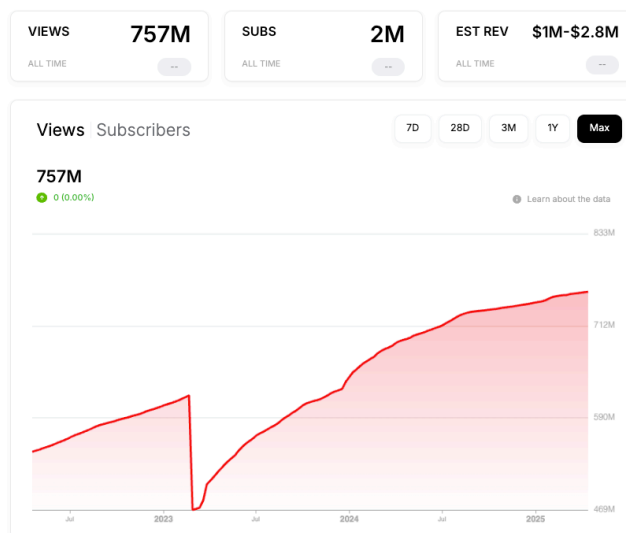 VIEWS 757M
ALL TIME --
SUBS 2M
ALL TIME --
EST REV $1M-$2.8M
ALL TIME --
Views Subscribers
7D 28D 3M 1Y Max
757M
0 (0.00%)
Learn about the data
833M
712M
590M
469M
Jul 2023 Jul 2024 Jul 2025